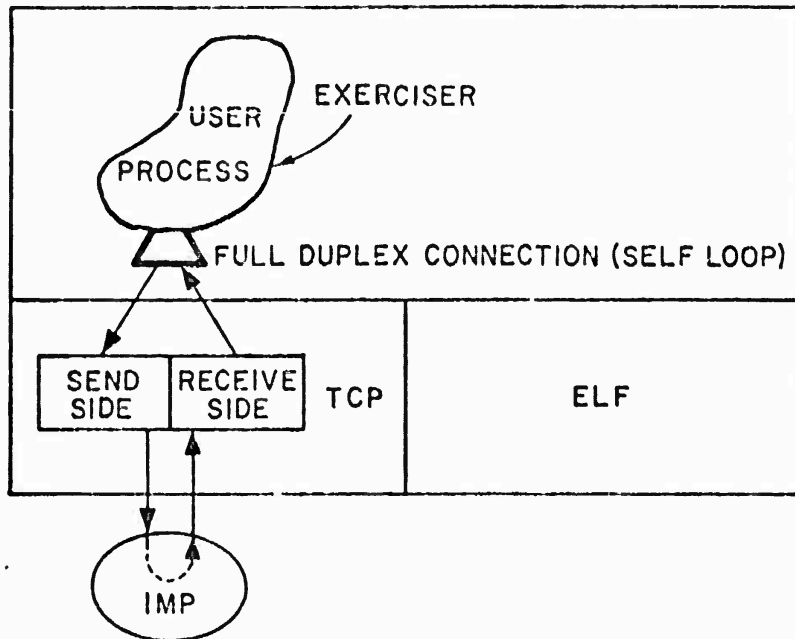 USER
PROCESS
EXERCISER
FULL DUPLEX CONNECTION (SELF LOOP)
SEND
SIDE
RECEIVE
SIDE
TCP
ELF
IMP